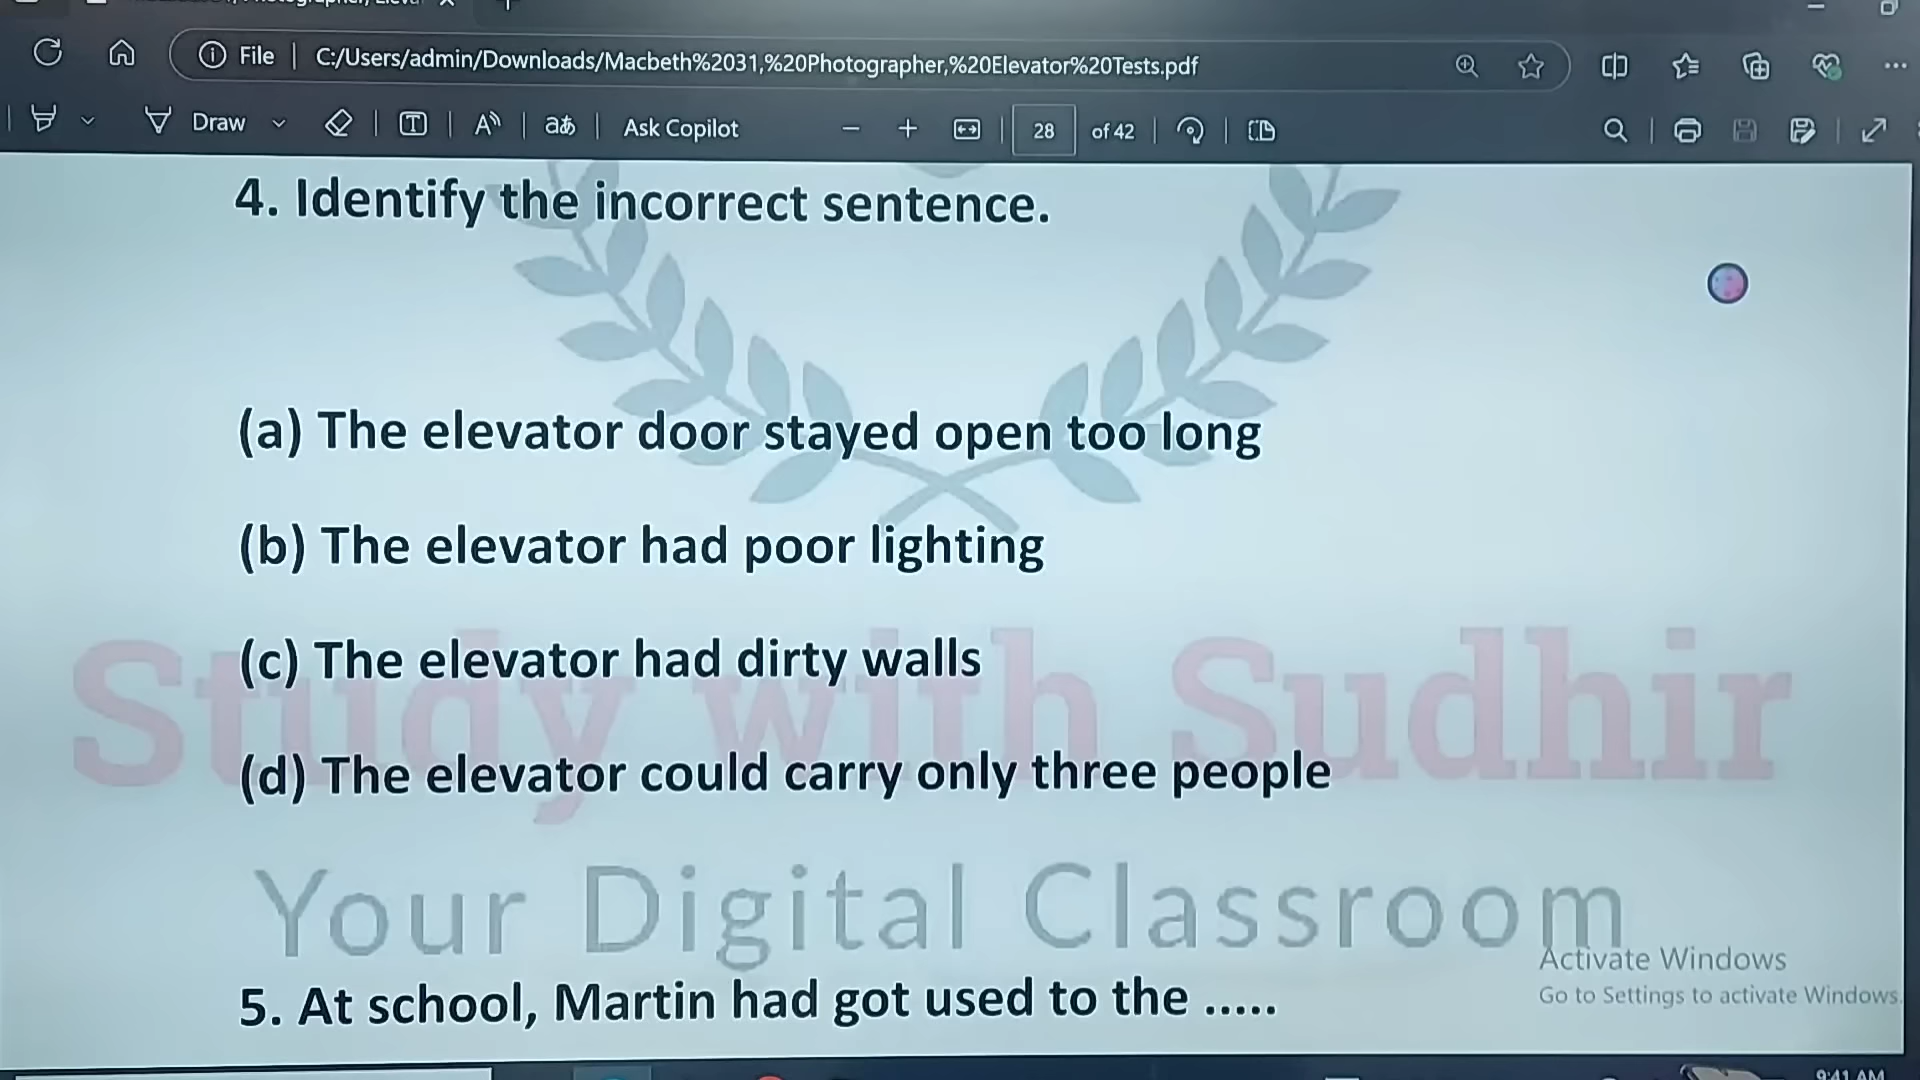 File | C:/Users/admin/Downloads/Macbeth%2031,%20Photographer,%20Elevator%20Tests.pdf
Draw
Ask Copilot
28 of 42
4. Identify the incorrect sentence.
(a) The elevator door stayed open too long
(b) The elevator had poor lighting
(c) The elevator had dirty walls
(d) The elevator could carry only three people
Study with Sudhir
Your Digital Classroom
Activate Windows
Go to Settings to activate Windows.
5. At school, Martin had got used to the .....
9:41 AM